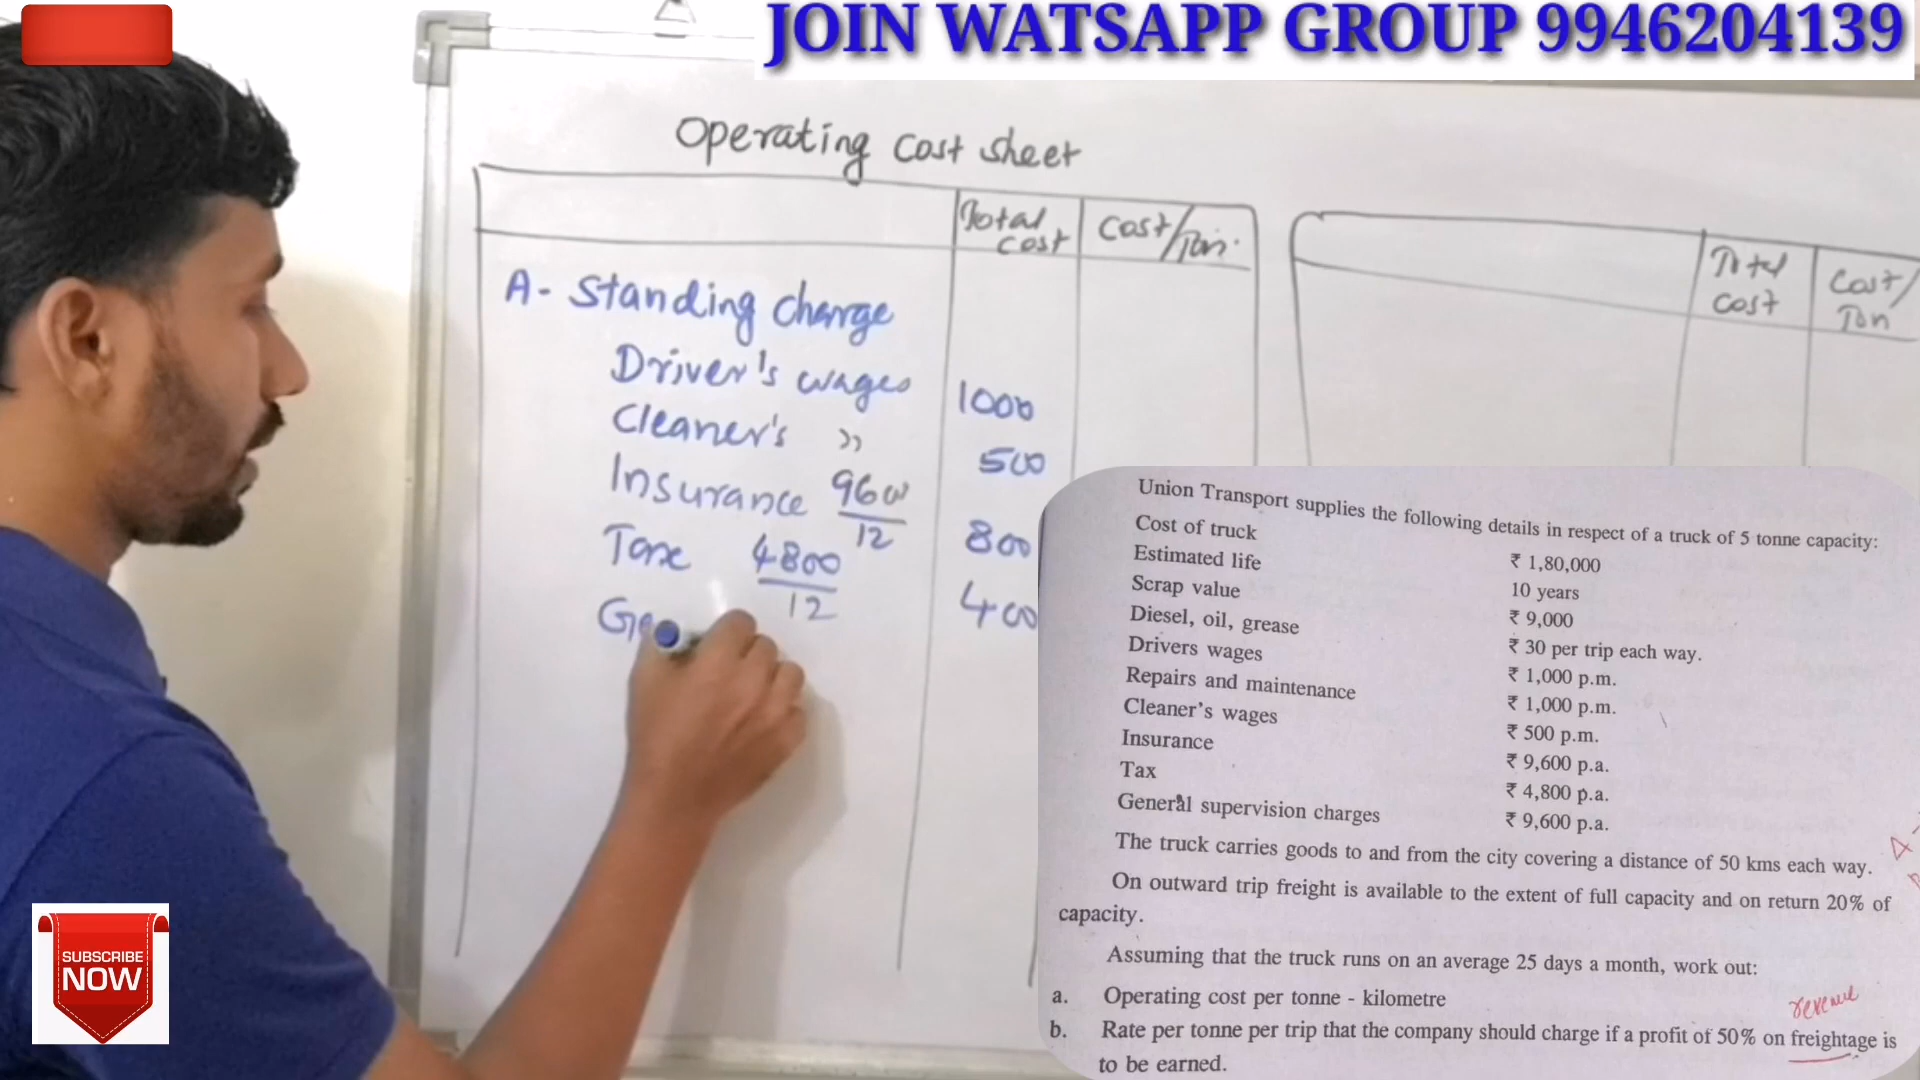 JOIN WATSAPP GROUP 9946204139
Operating Cost Sheet
Total cost
Cost/Ton.
A - Standing Charge
Driver's wages 1000
Cleaner's ,, 500
Insurance 9600/12 800
Tax 4800/12 400
Ge
Total cost
Cost/Ton
Union Transport supplies the following details in respect of a truck of 5 tonne capacity:
Cost of truck ₹ 1,80,000
Estimated life 10 years
Scrap value ₹ 9,000
Diesel, oil, grease ₹ 30 per trip each way.
Drivers wages ₹ 1,000 p.m.
Repairs and maintenance ₹ 1,000 p.m.
Cleaner's wages ₹ 500 p.m.
Insurance ₹ 9,600 p.a.
Tax ₹ 4,800 p.a.
General supervision charges ₹ 9,600 p.a.
The truck carries goods to and from the city covering a distance of 50 kms each way.
On outward trip freight is available to the extent of full capacity and on return 20% of
capacity.
Assuming that the truck runs on an average 25 days a month, work out:
a. Operating cost per tonne - kilometre
revenue
b. Rate per tonne per trip that the company should charge if a profit of 50% on freightage is
to be earned.
SUBSCRIBE
NOW